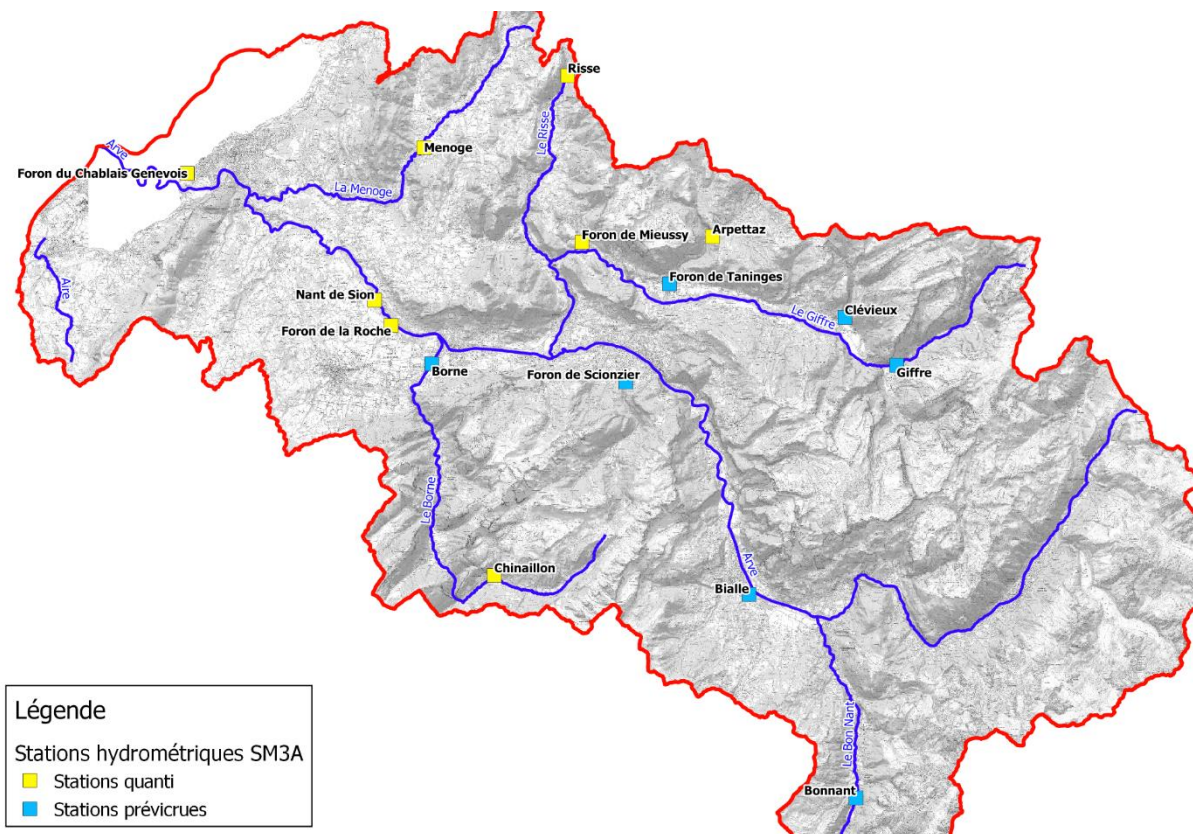 Risse
Le Risse
Menoge
Arve
Foron du Chablais Genevois
La Menoge
Foron de Mieussy
Arpettaz
Aire
Foron de Taninges
Nant de Sion
Clévieux
Le Giffre
Foron de la Roche
Borne
Foron de Scionzier
Giffre
Le Borne
Chinaillon
Arve
Bialle
Le Bon Nant
Bonnant
Légende
Stations hydrométriques SM3A
Stations quanti
Stations prévicrues